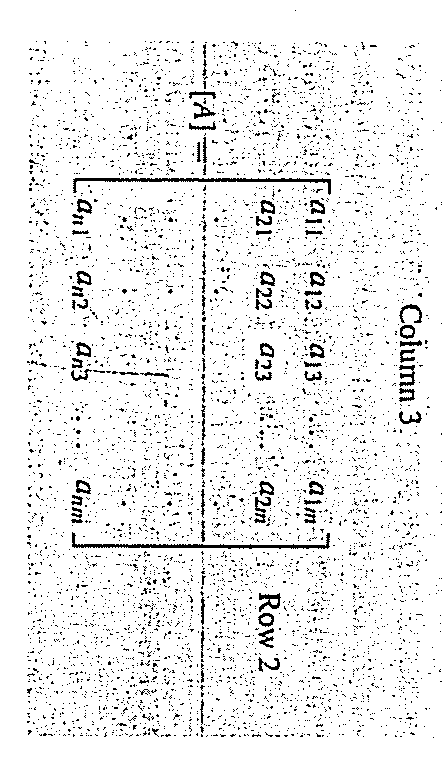 Column 3
a11 a12 a13 .... a1m
a21 a22 a23 ..... a2m Row 2
[A] =
an1 an2 an3 .... anm